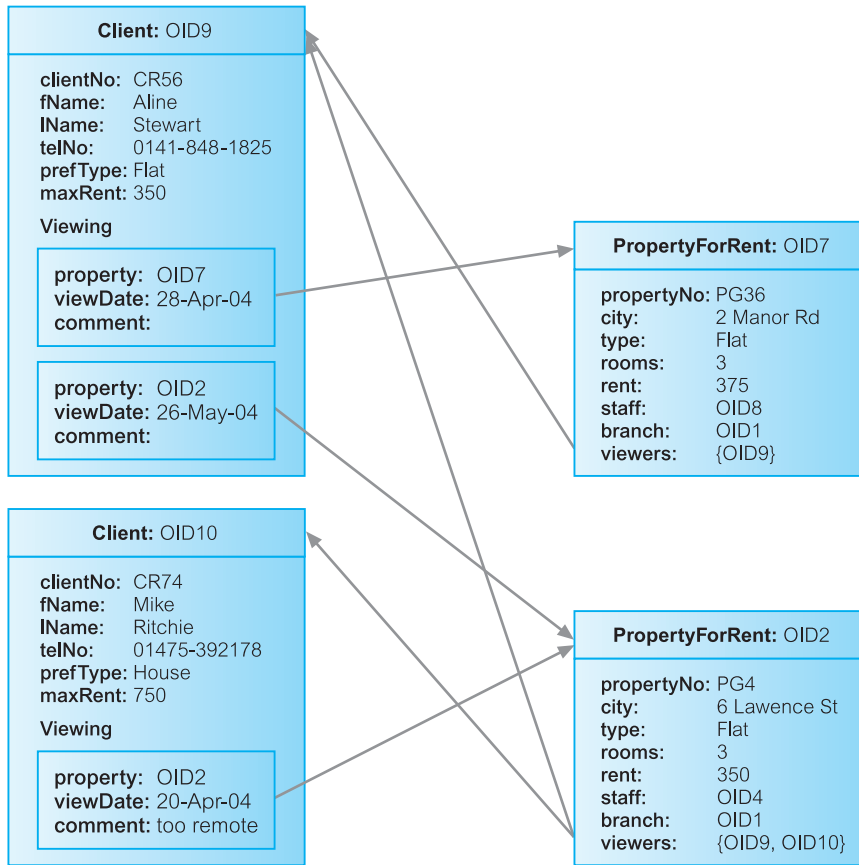 Client: OID9
clientNo: CR56
fName: Aline
lName: Stewart
telNo: 0141-848-1825
prefType: Flat
maxRent: 350
Viewing
property: OID7
viewDate: 28-Apr-04
comment:
property: OID2
viewDate: 26-May-04
comment:
PropertyForRent: OID7
propertyNo: PG36
city: 2 Manor Rd
type: Flat
rooms: 3
rent: 375
staff: OID8
branch: OID1
viewers: {OID9}
Client: OID10
clientNo: CR74
fName: Mike
lName: Ritchie
telNo: 01475-392178
prefType: House
maxRent: 750
Viewing
property: OID2
viewDate: 20-Apr-04
comment: too remote
PropertyForRent: OID2
propertyNo: PG4
city: 6 Lawence St
type: Flat
rooms: 3
rent: 350
staff: OID4
branch: OID1
viewers: {OID9, OID10}